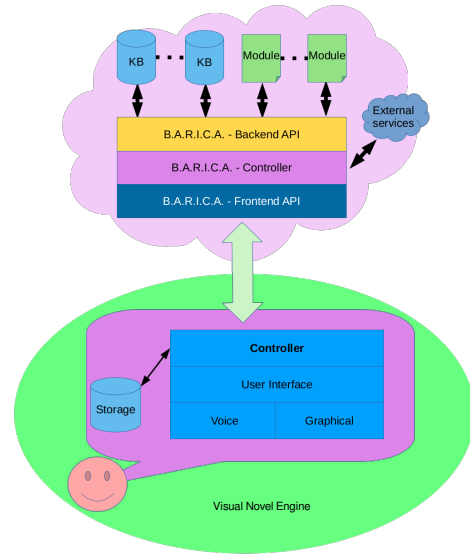 KB
KB
Module
Module
External
services
B.A.R.I.C.A. - Backend API
B.A.R.I.C.A. - Controller
B.A.R.I.C.A. - Frontend API
Controller
User Interface
Storage
Voice
Graphical
Visual Novel Engine